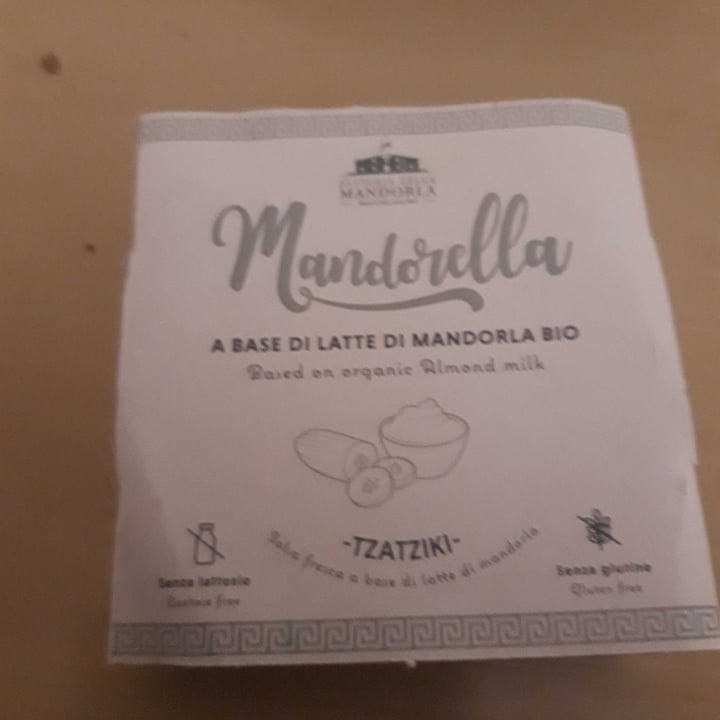 MANDORLA
Mandorella
A BASE DI LATTE DI MANDORLA BIO
Based on organic Almond milk
-TZATZIKI-
Salsa fresca a base di latte di mandorla
Senza lattosio
Lactose free
Senza glutine
Gluten free